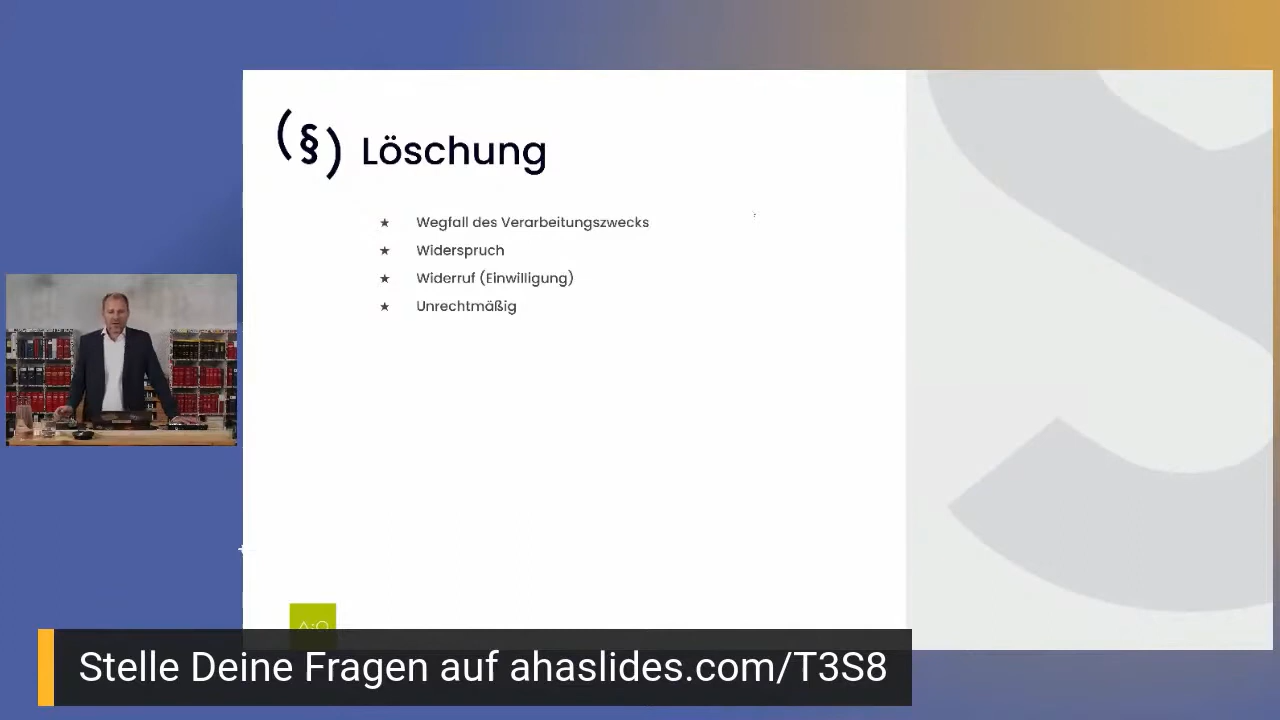 (§) Löschung
★ Wegfall des Verarbeitungszwecks
★ Widerspruch
★ Widerruf (Einwilligung)
★ Unrechtmäßig
Stelle Deine Fragen auf ahaslides.com/T3S8